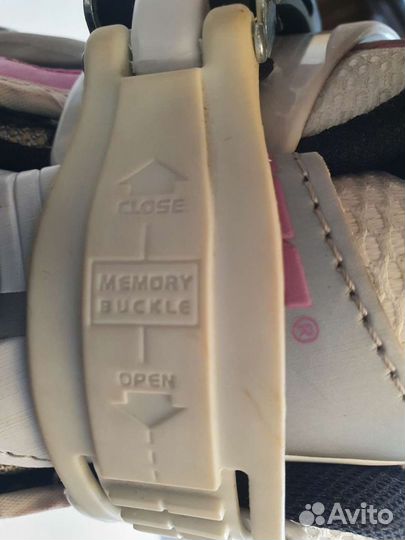 CLOSE
MEMORY
BUCKLE
OPEN
®
Avito